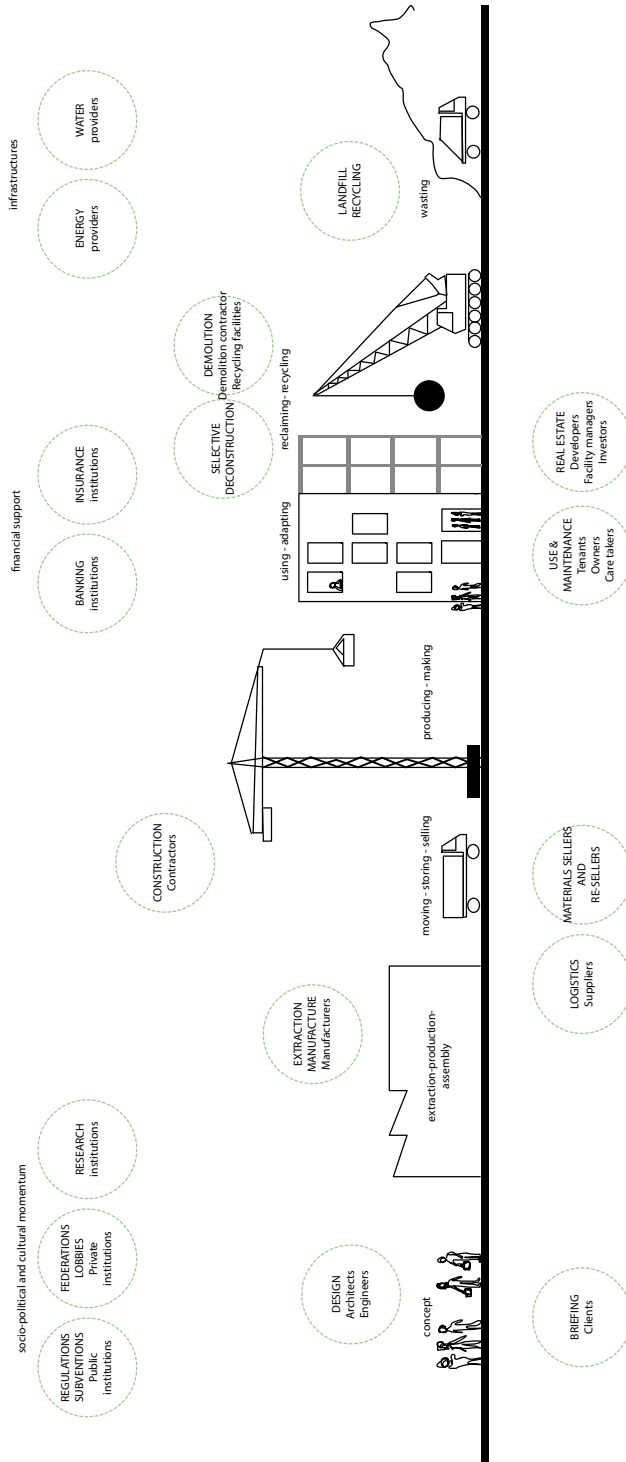 socio-political and cultural momentum
financial support
infrastructures
REGULATIONS
SUBVENTIONS
Public
institutions
FEDERATIONS
LOBBIES
Private
institutions
RESEARCH
institutions
BANKING
institutions
INSURANCE
institutions
ENERGY
providers
WATER
providers
CONSTRUCTION
Contractors
SELECTIVE
DECONSTRUCTION
DEMOLITION
Demolition contractor
Recycling facilities
EXTRACTION
MANUFACTURE
Manufacturers
DESIGN
Architects
Engineers
LANDFILL
RECYCLING
using - adapting
reclaiming- recycling
concept
extraction-production-
assembly
moving - storing - selling
producing - making
wasting
BRIEFING
Clients
LOGISTICS
Suppliers
MATERIALS SELLERS
AND
RE-SELLERS
USE &
MAINTENANCE
Tenants
Owners
Care takers
REAL ESTATE
Developers
Facility managers
Investors